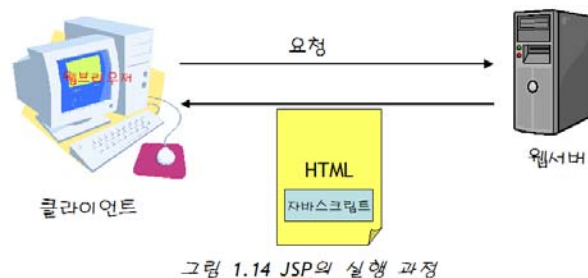 요청
웹브라우저
HTML
자바스크립트
클라이언트
웹서버
그림 1.14 JSP의 실행 과정